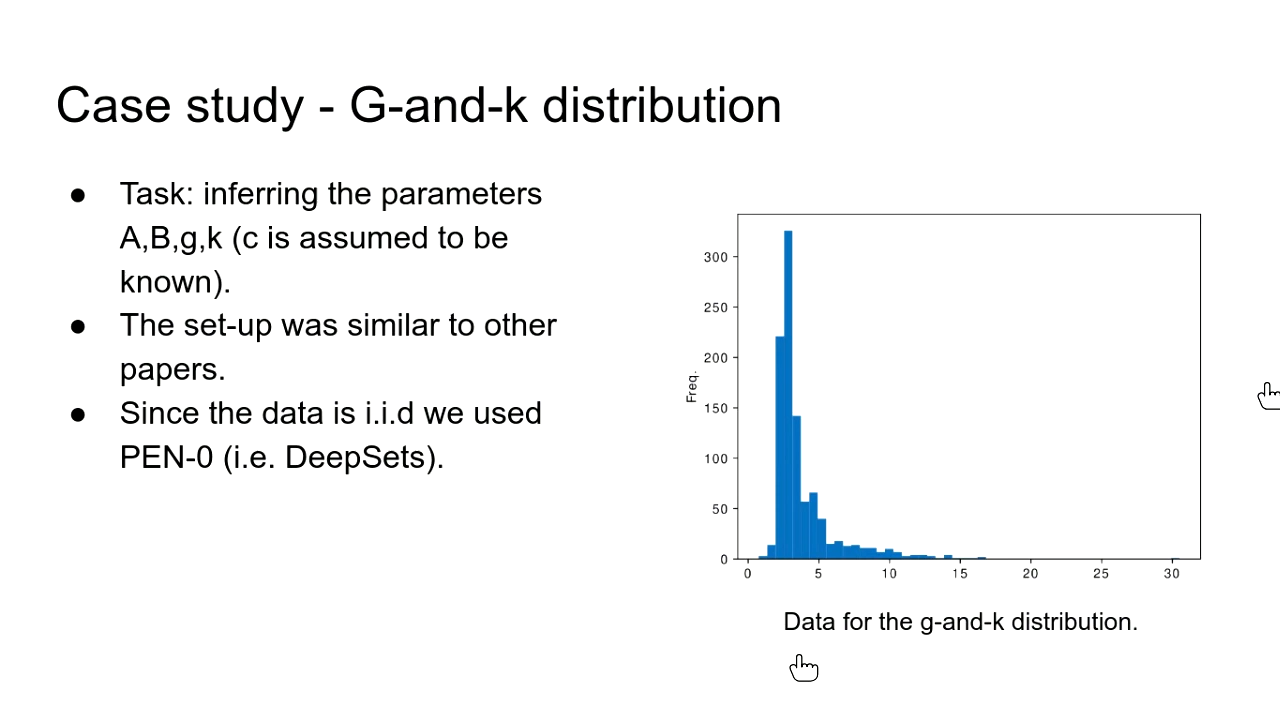 Case study - G-and-k distribution
● Task: inferring the parameters
A,B,g,k (c is assumed to be
known).
● The set-up was similar to other
papers.
● Since the data is i.i.d we used
PEN-0 (i.e. DeepSets).
300
250
200
150
100
50
0
Freq.
0 5 10 15 20 25 30
Data for the g-and-k distribution.